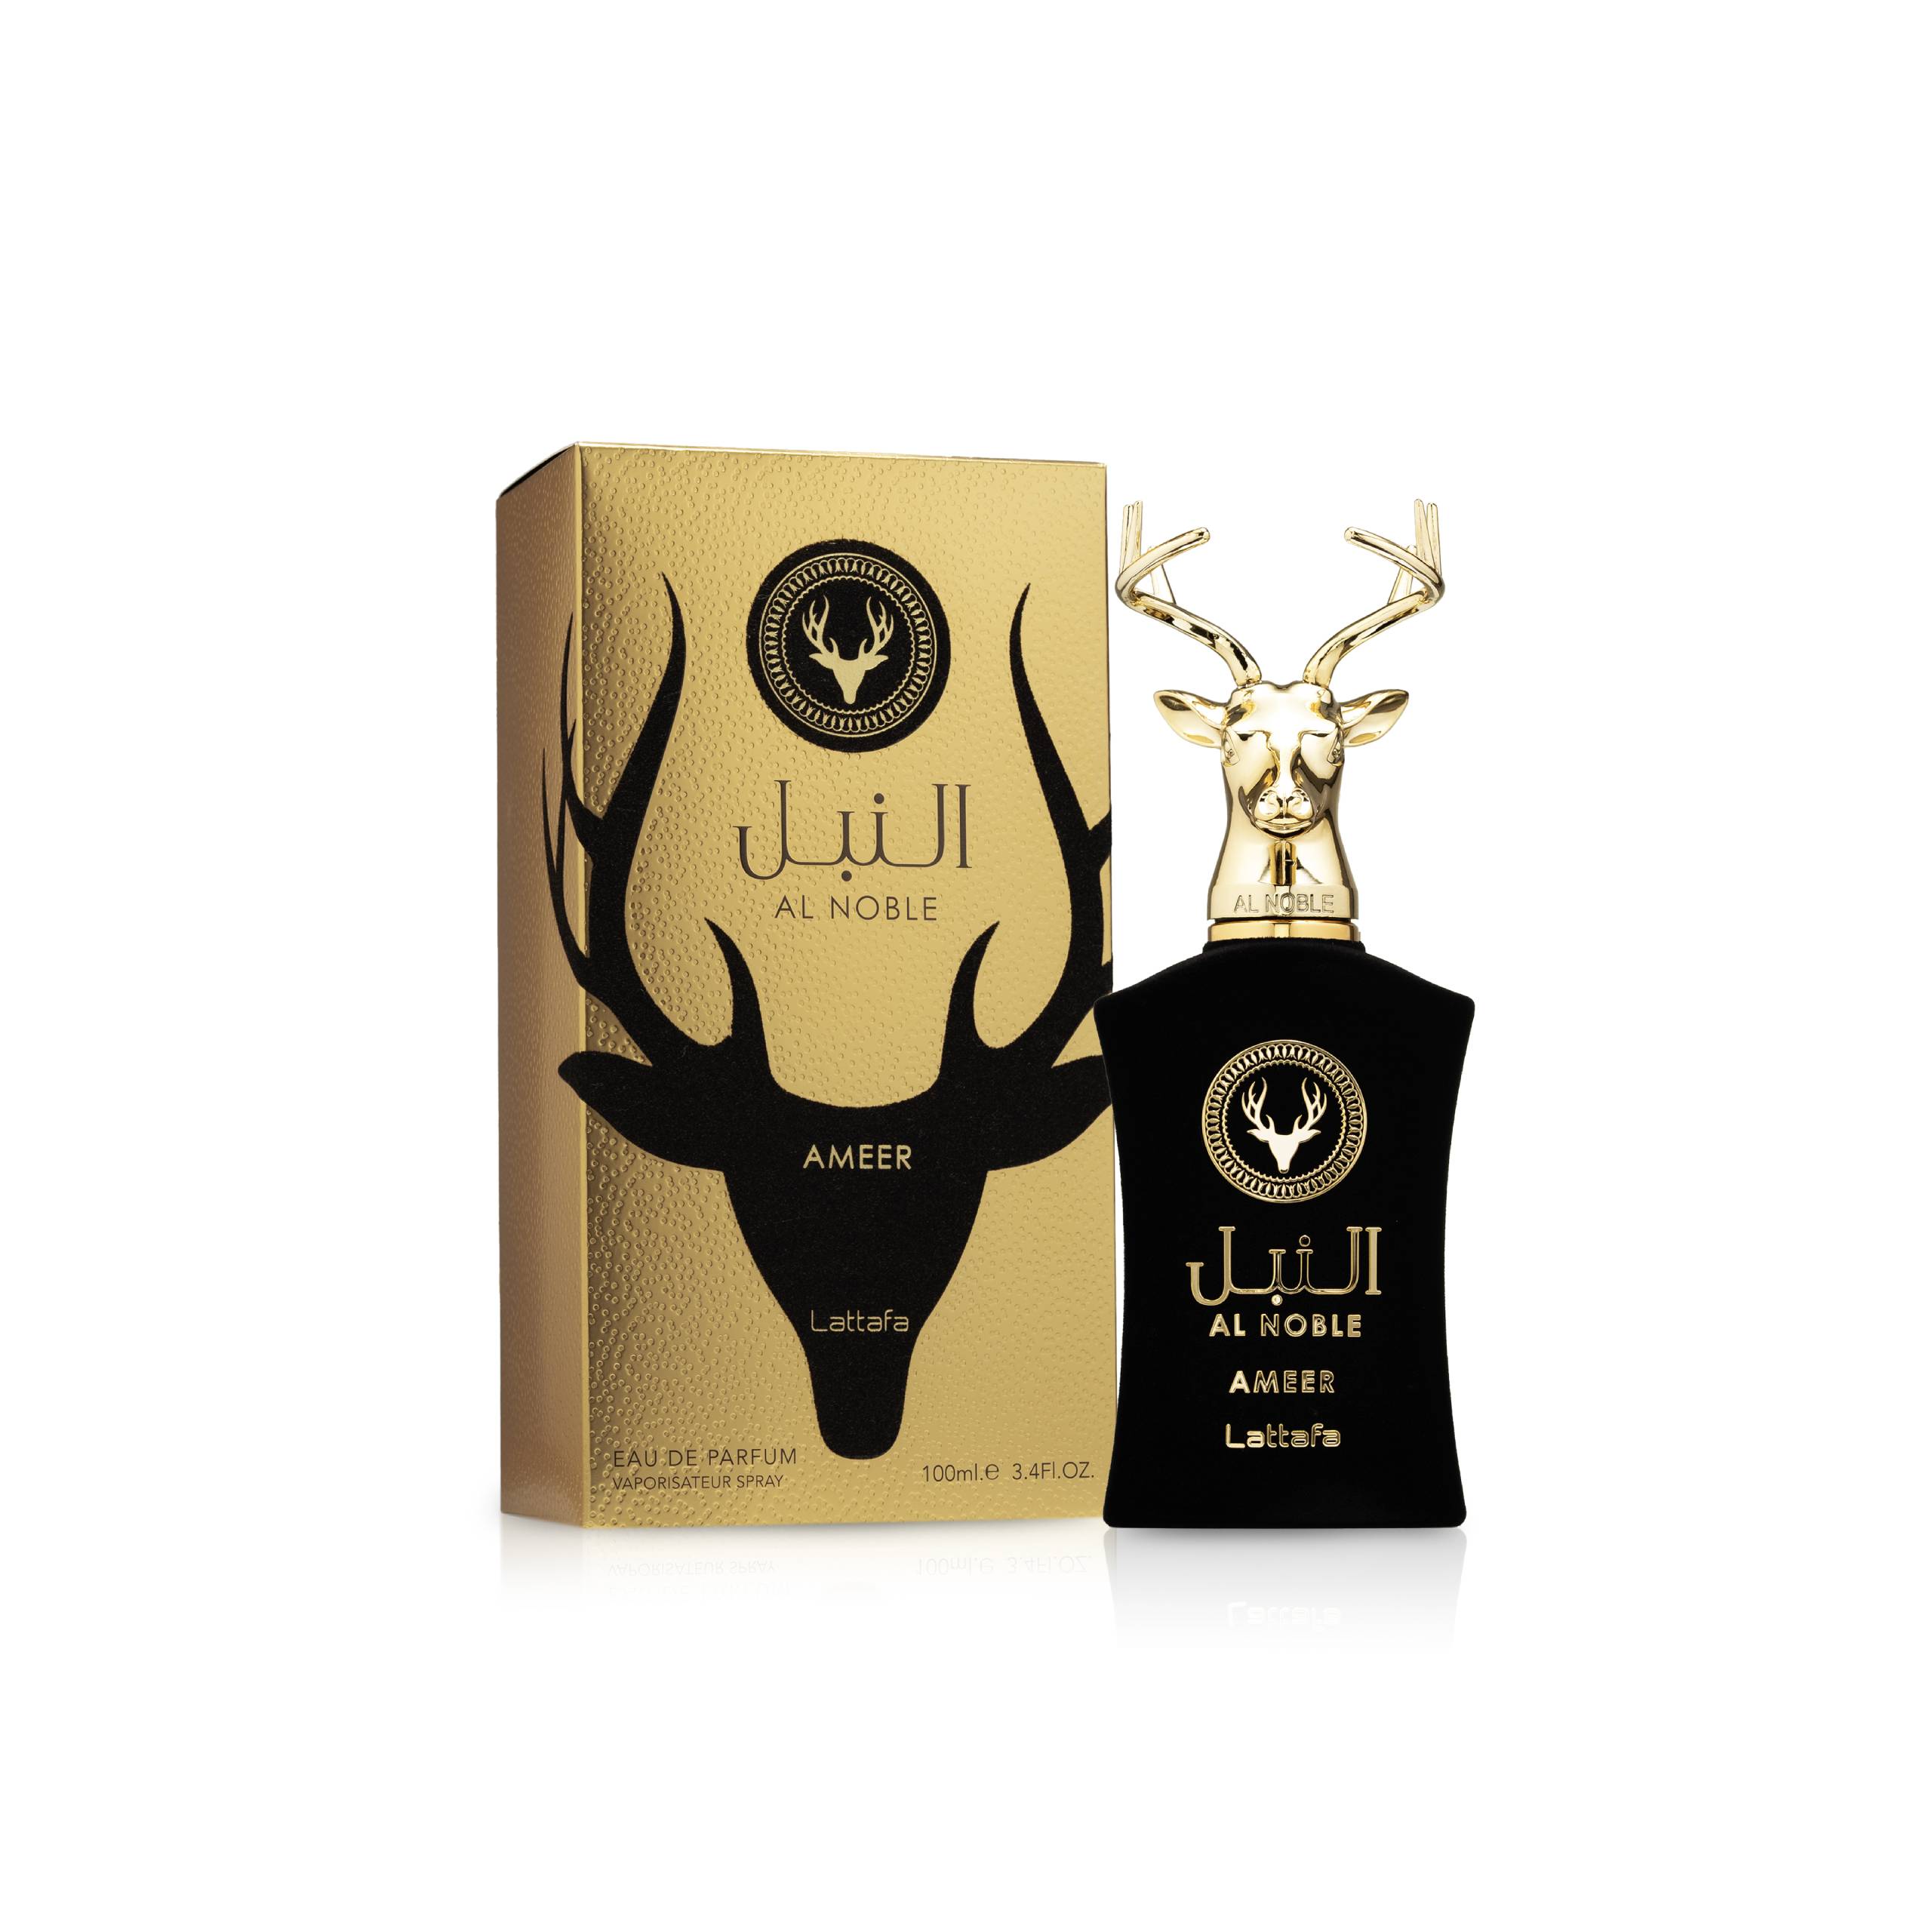 النبل
AL NOBLE
AMEER
Lattafa
EAU DE PARFUM
VAPORISATEUR SPRAY
100ml.e 3.4Fl.OZ.
AL NOBLE
النبل
AL NOBLE
AMEER
Lattafa